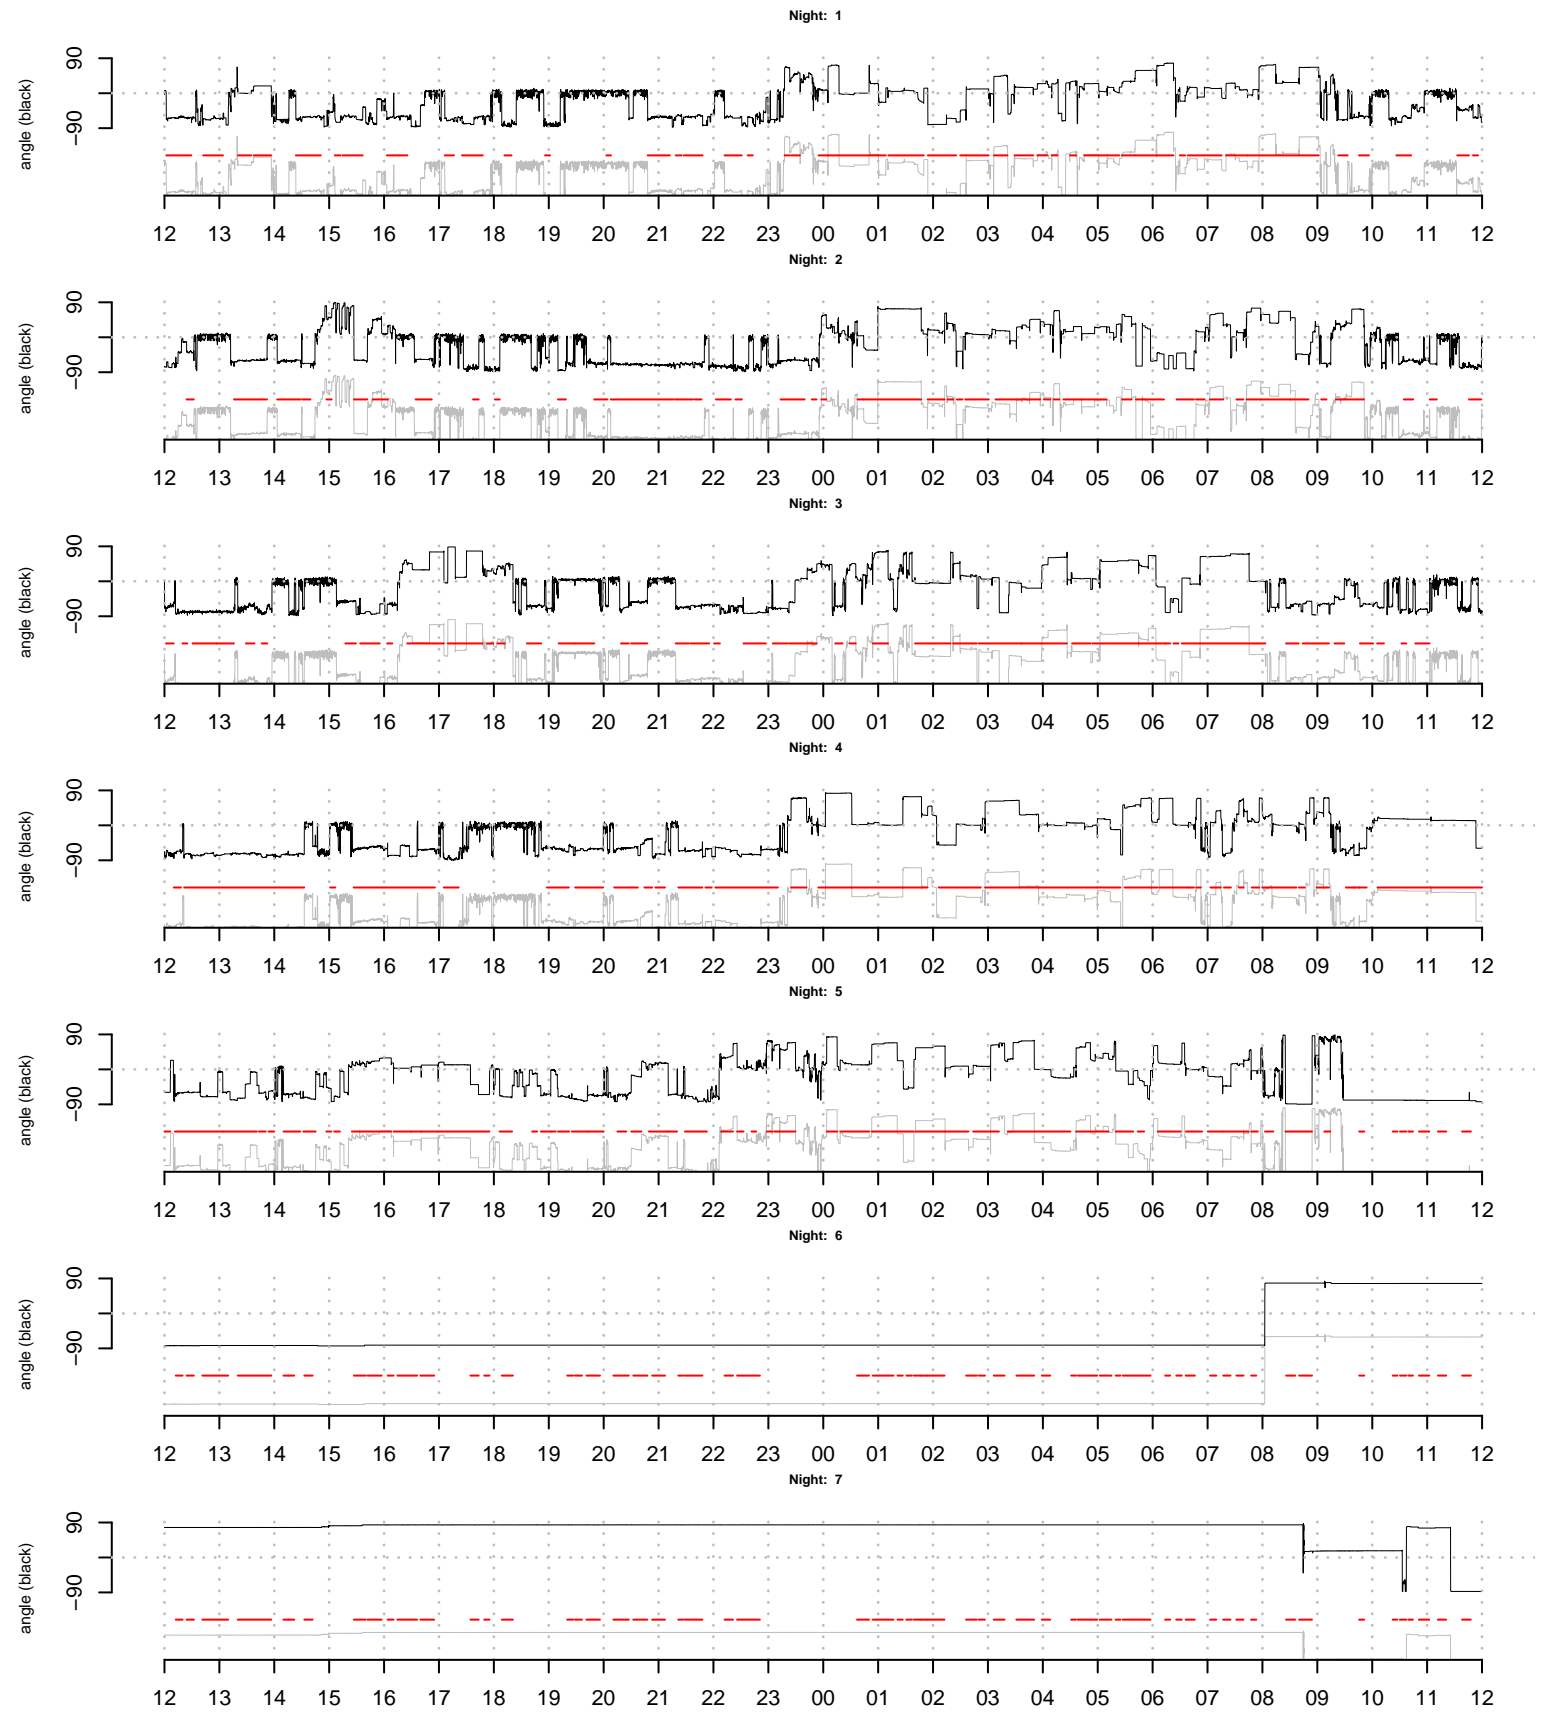 Night: 1
90
-90
angle (black)
12 13 14 15 16 17 18 19 20 21 22 23 00 01 02 03 04 05 06 07 08 09 10 11 12
Night: 2
90
-90
angle (black)
12 13 14 15 16 17 18 19 20 21 22 23 00 01 02 03 04 05 06 07 08 09 10 11 12
Night: 3
90
-90
angle (black)
12 13 14 15 16 17 18 19 20 21 22 23 00 01 02 03 04 05 06 07 08 09 10 11 12
Night: 4
90
-90
angle (black)
12 13 14 15 16 17 18 19 20 21 22 23 00 01 02 03 04 05 06 07 08 09 10 11 12
Night: 5
90
-90
angle (black)
12 13 14 15 16 17 18 19 20 21 22 23 00 01 02 03 04 05 06 07 08 09 10 11 12
Night: 6
90
-90
angle (black)
12 13 14 15 16 17 18 19 20 21 22 23 00 01 02 03 04 05 06 07 08 09 10 11 12
Night: 7
90
-90
angle (black)
12 13 14 15 16 17 18 19 20 21 22 23 00 01 02 03 04 05 06 07 08 09 10 11 12